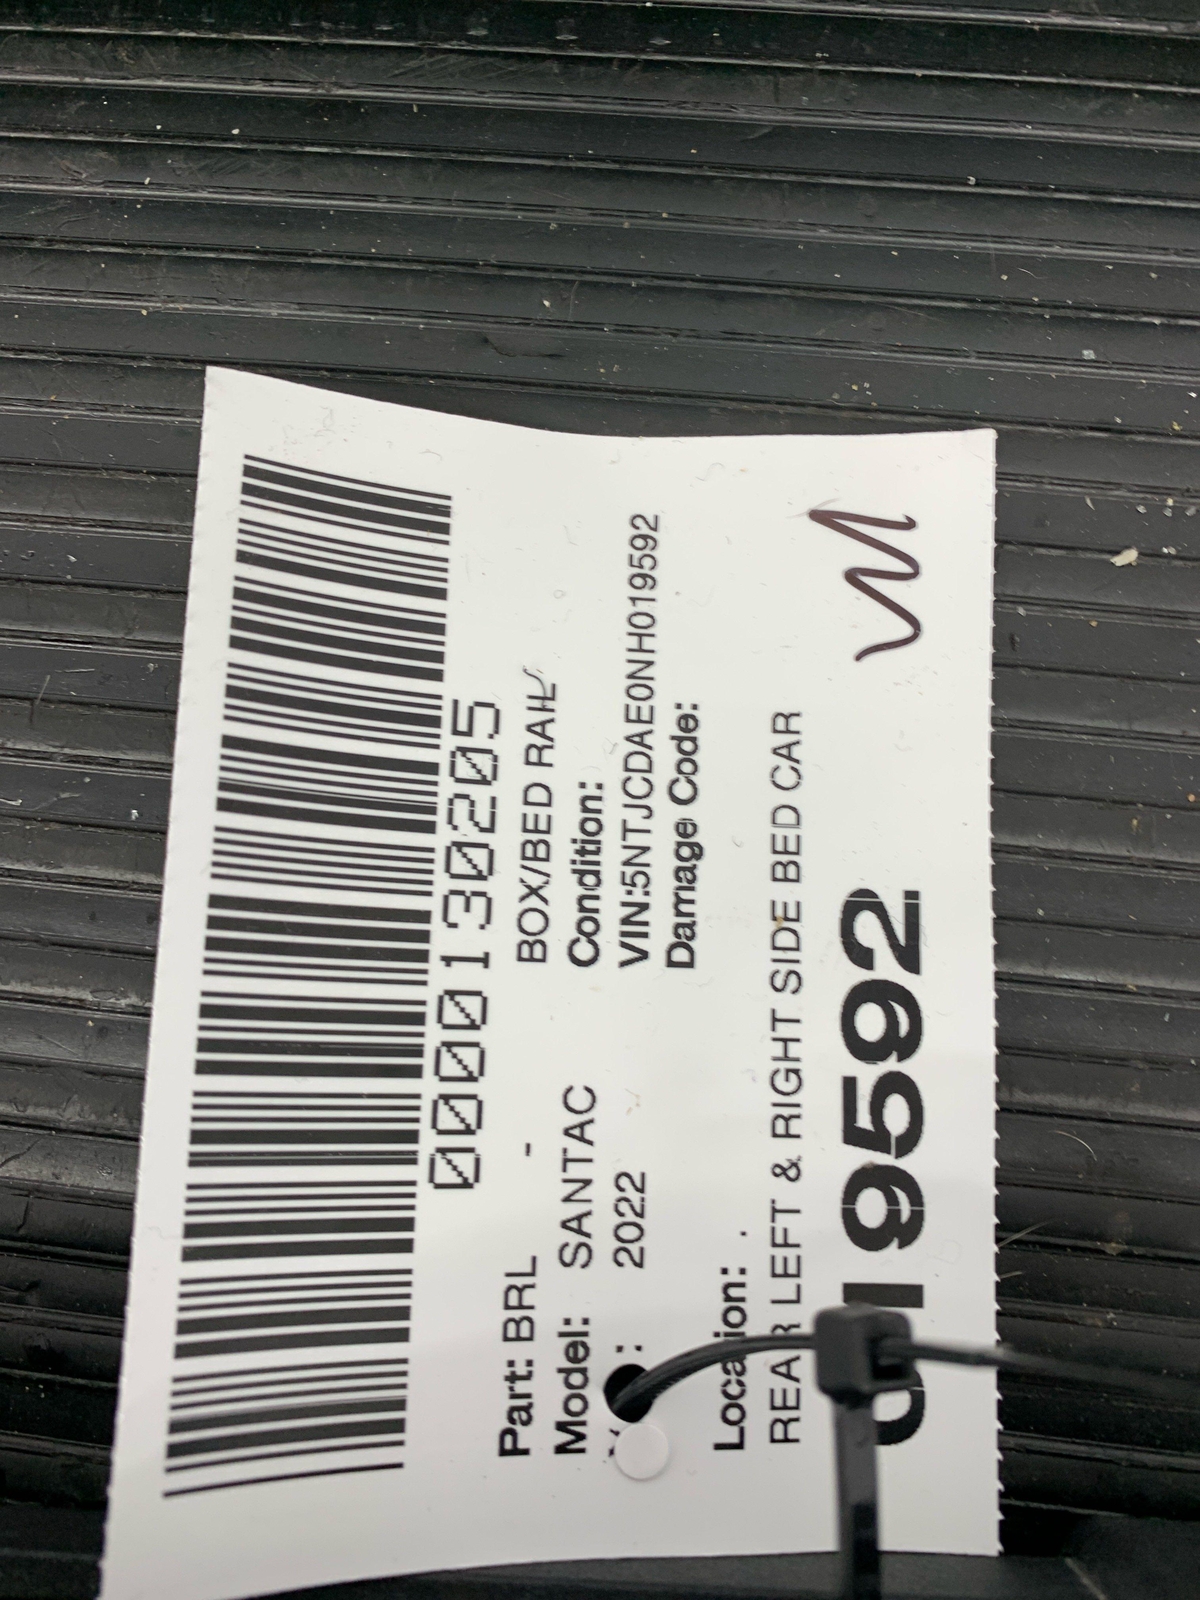 0000130205
Part: BRL - BOX/BED RAIL
Model: SANTAC Condition:
: 2022 VIN:5NTJCDAE0NH019592
Damage Code:
Location: .
REAR LEFT & RIGHT SIDE BED CAR
019592